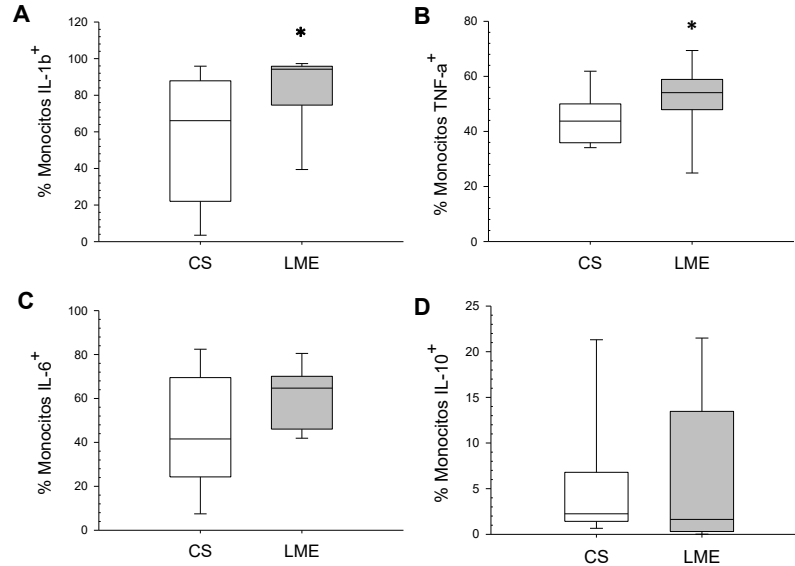 A
% Monocitos IL-1b+
120
100
80
60
40
20
0
*
CS LME
B
% Monocitos TNF-a+
80
60
40
20
0
*
CS LME
C
% Monocitos IL-6+
100
80
60
40
20
0
CS LME
D
% Monocitos IL-10+
25
20
15
10
5
0
CS LME